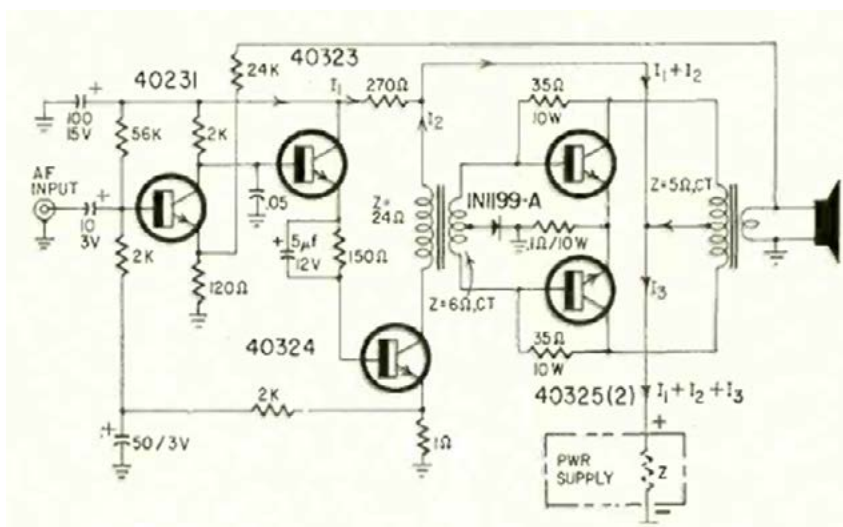 40323
40231
24K
I1
270Ω
35Ω
10W
I1+I2
100
15V
56K
2K
I2
AF
INPUT
10
3V
.05
Z=
24Ω
IN1199-A
Z=5Ω,CT
2K
5μf
12V
150Ω
.1Ω/10W
120Ω
Z=6Ω,CT
I3
40324
35Ω
10W
2K
40325(2)
I1+I2+I3
50/3V
1Ω
PWR
SUPPLY
Z